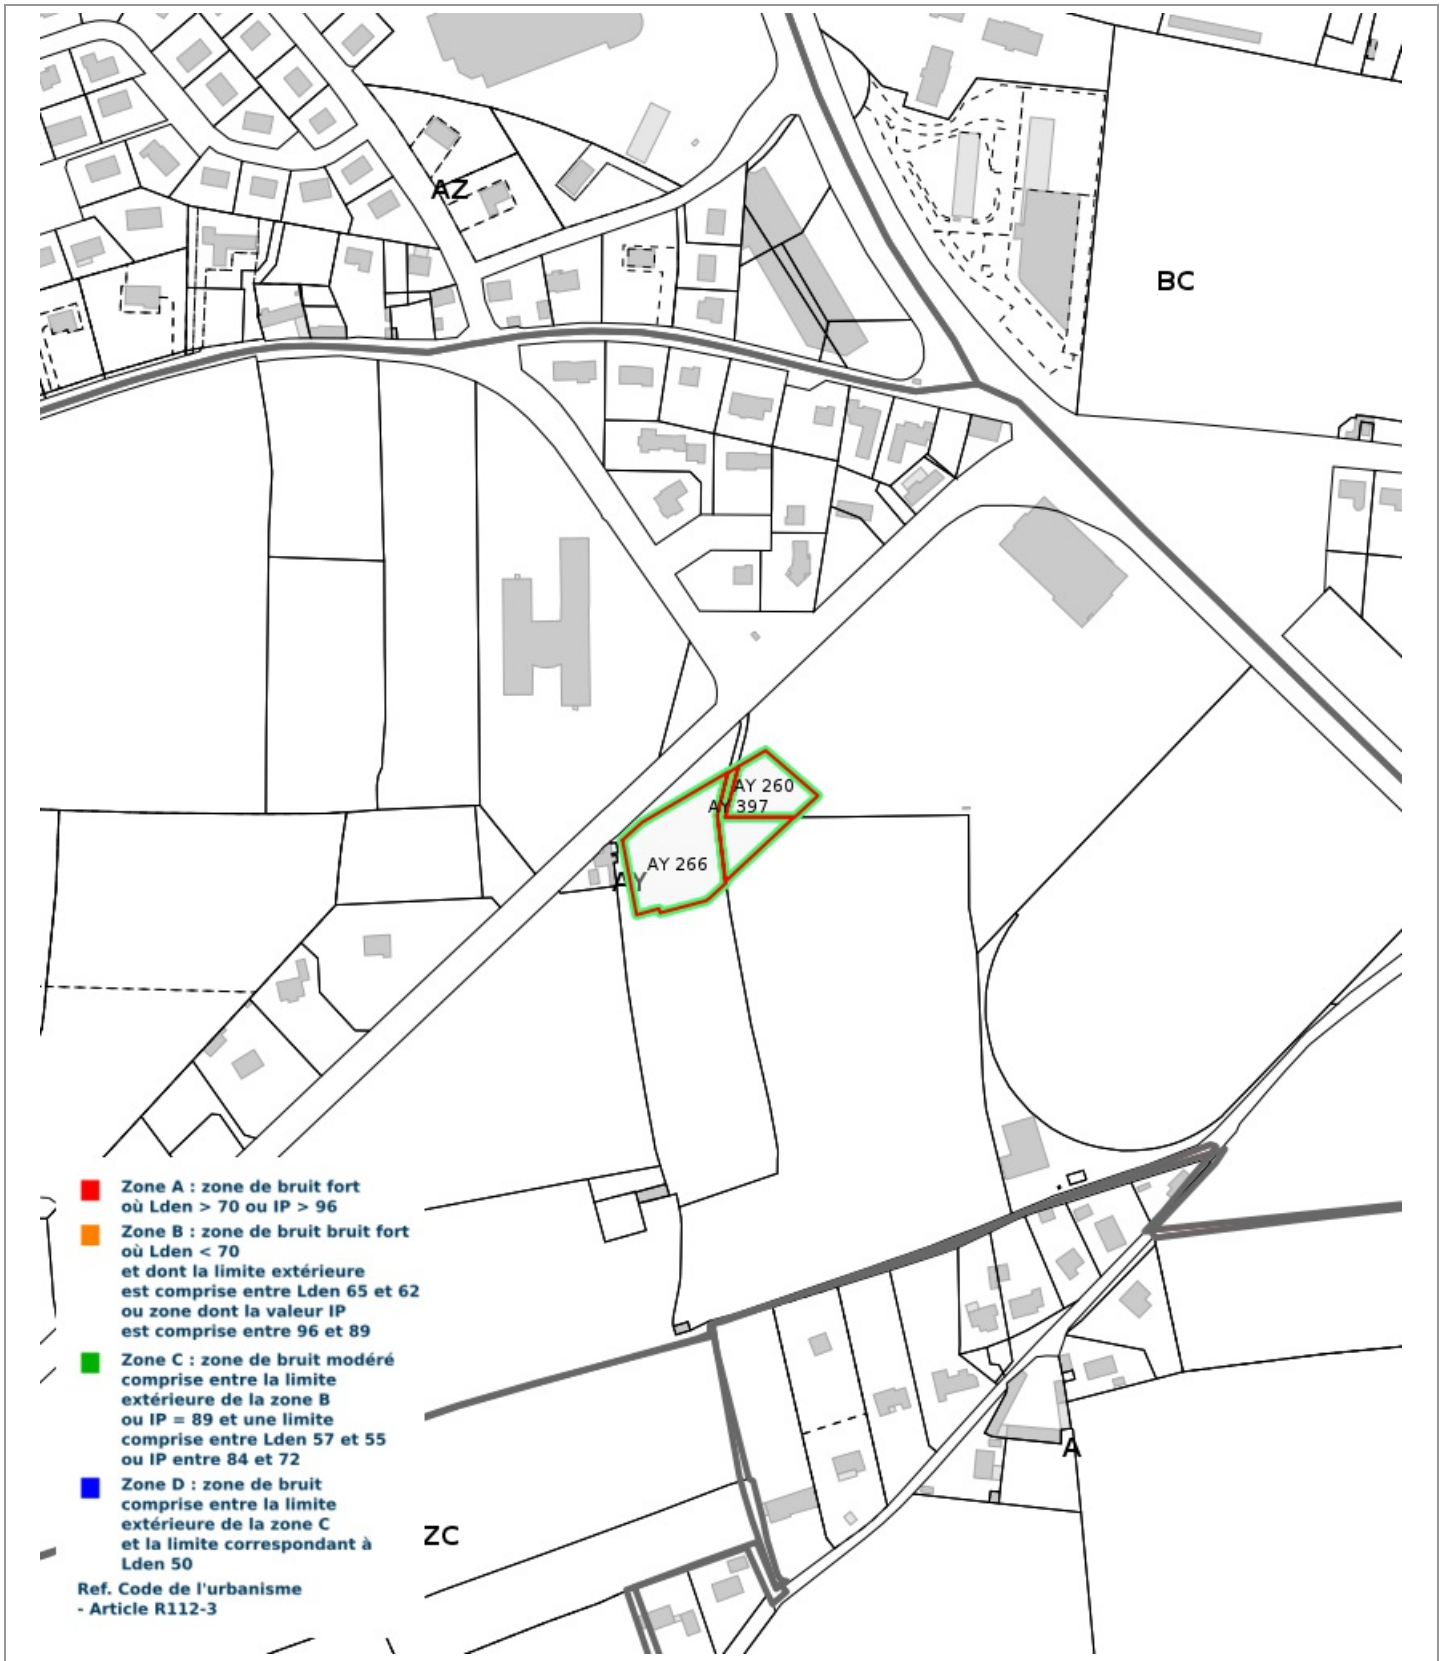 AZ
BC
AY 260
AY 397
AY 266
AY
Zone A : zone de bruit fort
où Lden > 70 ou IP > 96
Zone B : zone de bruit bruit fort
où Lden < 70
et dont la limite extérieure
est comprise entre Lden 65 et 62
ou zone dont la valeur IP
est comprise entre 96 et 89
Zone C : zone de bruit modéré
comprise entre la limite
extérieure de la zone B
ou IP = 89 et une limite
comprise entre Lden 57 et 55
ou IP entre 84 et 72
A
Zone D : zone de bruit
comprise entre la limite
extérieure de la zone C
et la limite correspondant à
Lden 50
ZC
Ref. Code de l'urbanisme
- Article R112-3